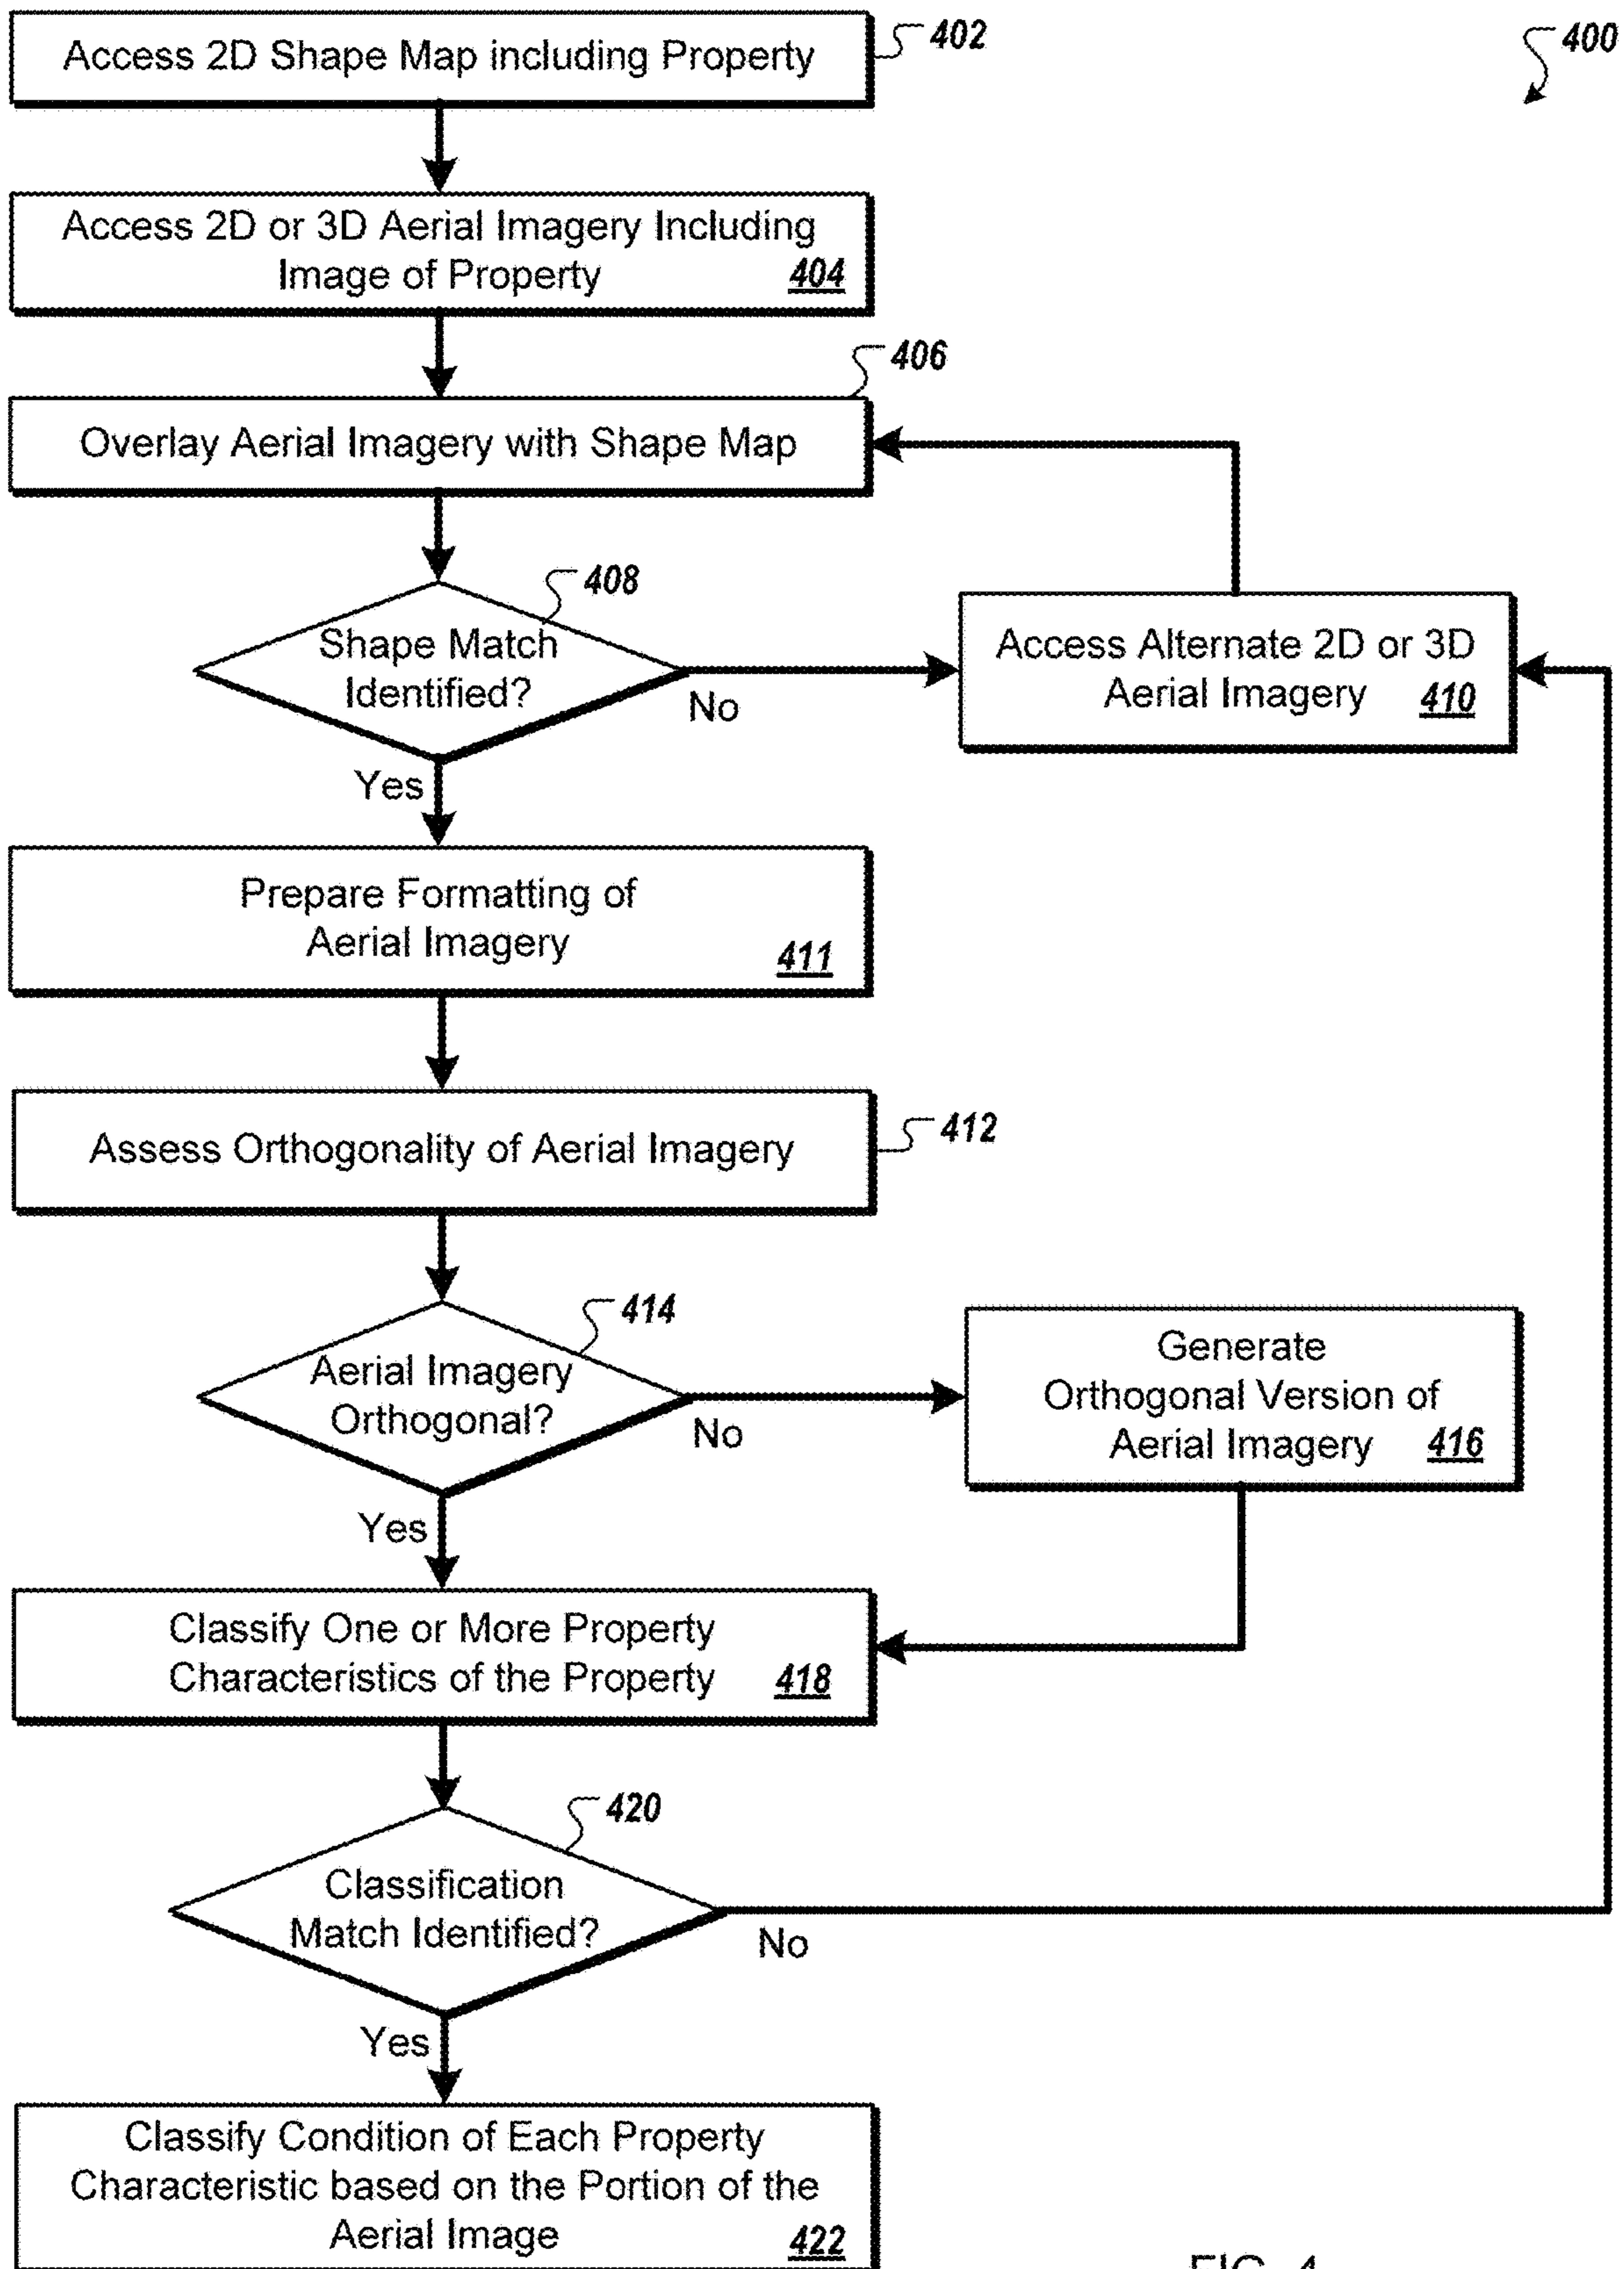 Access 2D Shape Map including Property
402
400
Access 2D or 3D Aerial Imagery Including
Image of Property
404
406
Overlay Aerial Imagery with Shape Map
408
Shape Match
Identified?
No
Access Alternate 2D or 3D
Aerial Imagery
410
Yes
Prepare Formatting of
Aerial Imagery
411
Assess Orthogonality of Aerial Imagery
412
414
Aerial Imagery
Orthogonal?
No
Generate
Orthogonal Version of
Aerial Imagery
416
Yes
Classify One or More Property
Characteristics of the Property
418
420
Classification
Match Identified?
No
Yes
Classify Condition of Each Property
Characteristic based on the Portion of the
Aerial Image
422
FIG. 4